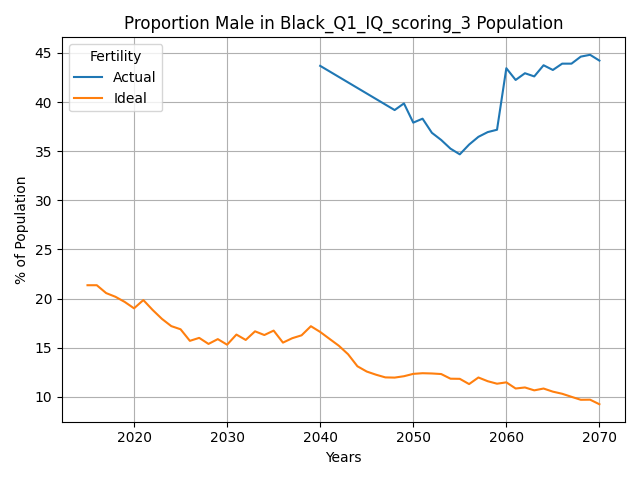 Proportion Male in Black_Q1_IQ_scoring_3 Population
Fertility
Actual
Ideal
% of Population
45
40
35
30
25
20
15
10
2020 2030 2040 2050 2060 2070
Years